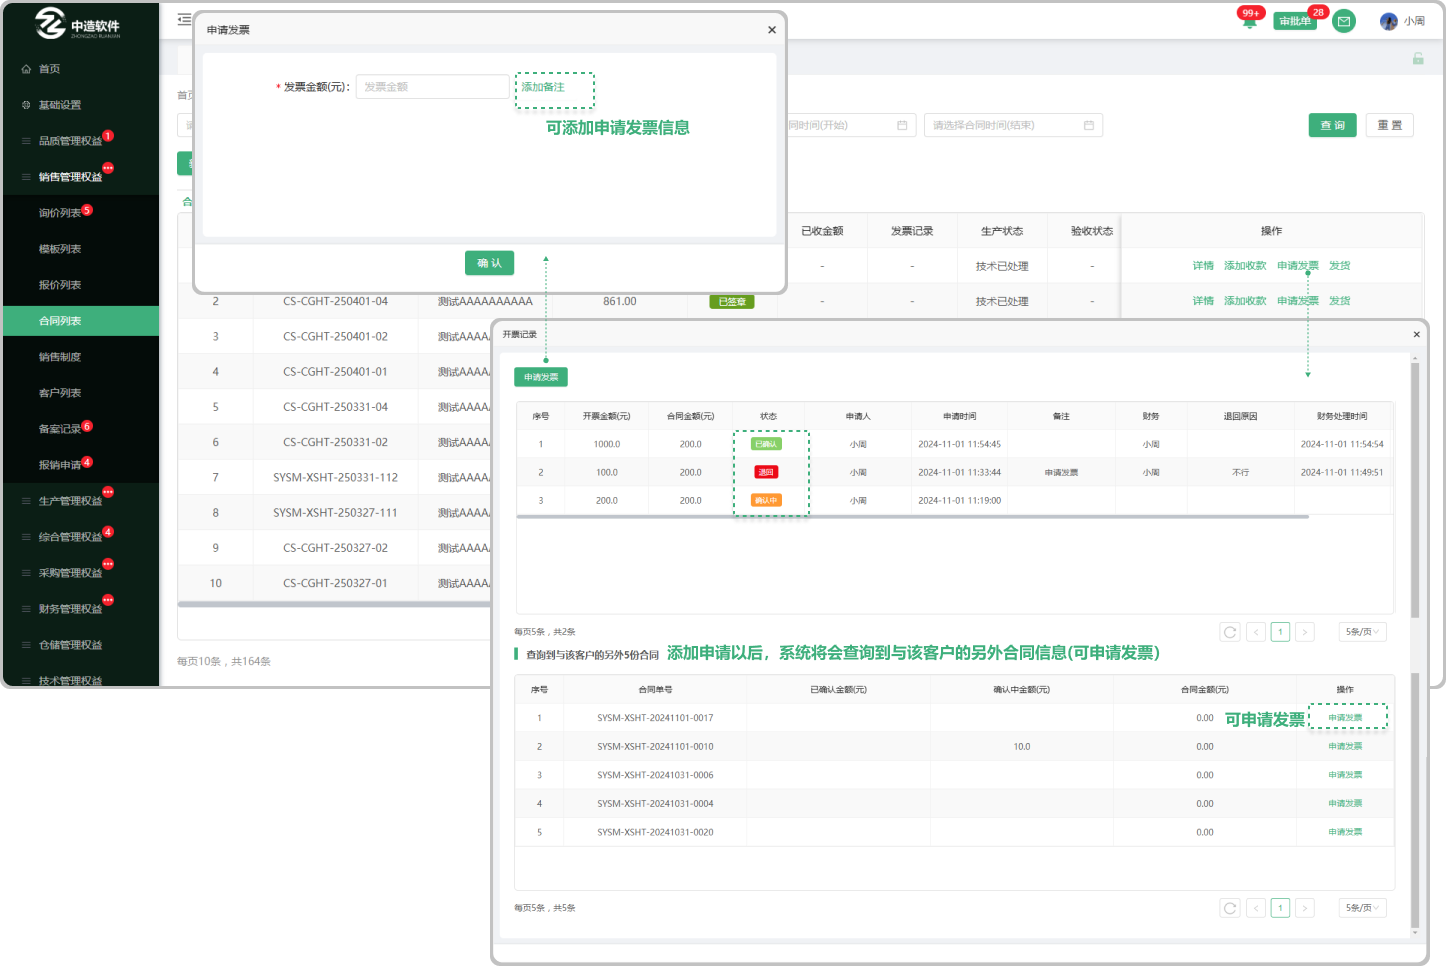 中造软件
ZHONGZAO RUANJIAN
首页
基础设置
品质管理权益
1
销售管理权益
询价列表
5
模板列表
报价列表
合同列表
销售制度
客户列表
备案记录
6
报销申请
4
生产管理权益
综合管理权益
4
采购管理权益
财务管理权益
仓储管理权益
技术管理权益
99+
审批单
28
小周
申请发票
* 发票金额(元): 发票金额 添加备注
可添加申请发票信息
确 认
同时间(开始) 请选择合同时间(结束) 查 询 重 置
已收金额 发票记录 生产状态 验收状态 操作
- - 技术已处理 - 详情 添加收款 申请发票 发货
2 CS-CGHT-250401-04 测试AAAAAAAAAA 861.00 已签章 - - 技术已处理 - 详情 添加收款 申请发票 发货
3 CS-CGHT-250401-02 测试AAAA
4 CS-CGHT-250401-01 测试AAAA
5 CS-CGHT-250331-04 测试AAAA
6 CS-CGHT-250331-02 测试AAAA
7 SYSM-XSHT-250331-112 测试AAAA
8 SYSM-XSHT-250327-111 测试AAAA
9 CS-CGHT-250327-02 测试AAAA
10 CS-CGHT-250327-01 测试AAAA
每页10条，共164条
开票记录
申请发票
序号 开票金额(元) 合同金额(元) 状态 申请人 申请时间 备注 财务 退回原因 财务处理时间
1 1000.0 200.0 已确认 小周 2024-11-01 11:54:45 小周 2024-11-01 11:54:54
2 100.0 200.0 退回 小周 2024-11-01 11:33:44 申请发票 小周 不行 2024-11-01 11:49:51
3 200.0 200.0 确认中 小周 2024-11-01 11:19:00
每页5条，共2条 1 5条/页
查询到与该客户的另外5份合同 添加申请以后，系统将会查询到与该客户的另外合同信息(可申请发票)
序号 合同单号 已确认金额(元) 确认中金额(元) 合同金额(元) 操作
1 SYSM-XSHT-20241101-0017 0.00 可申请发票 申请发票
2 SYSM-XSHT-20241101-0010 10.0 0.00 申请发票
3 SYSM-XSHT-20241031-0006 0.00 申请发票
4 SYSM-XSHT-20241031-0004 0.00 申请发票
5 SYSM-XSHT-20241031-0020 0.00 申请发票
每页5条，共5条 1 5条/页